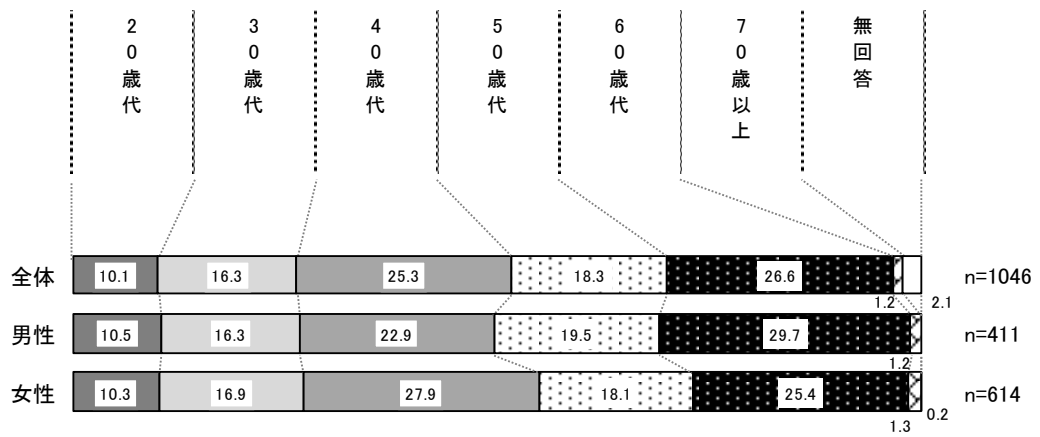 20歳代
30歳代
40歳代
50歳代
60歳代
70歳以上
無回答
全体 10.1 16.3 25.3 18.3 26.6 1.2 2.1 n=1046
男性 10.5 16.3 22.9 19.5 29.7 1.2 n=411
女性 10.3 16.9 27.9 18.1 25.4 1.3 0.2 n=614